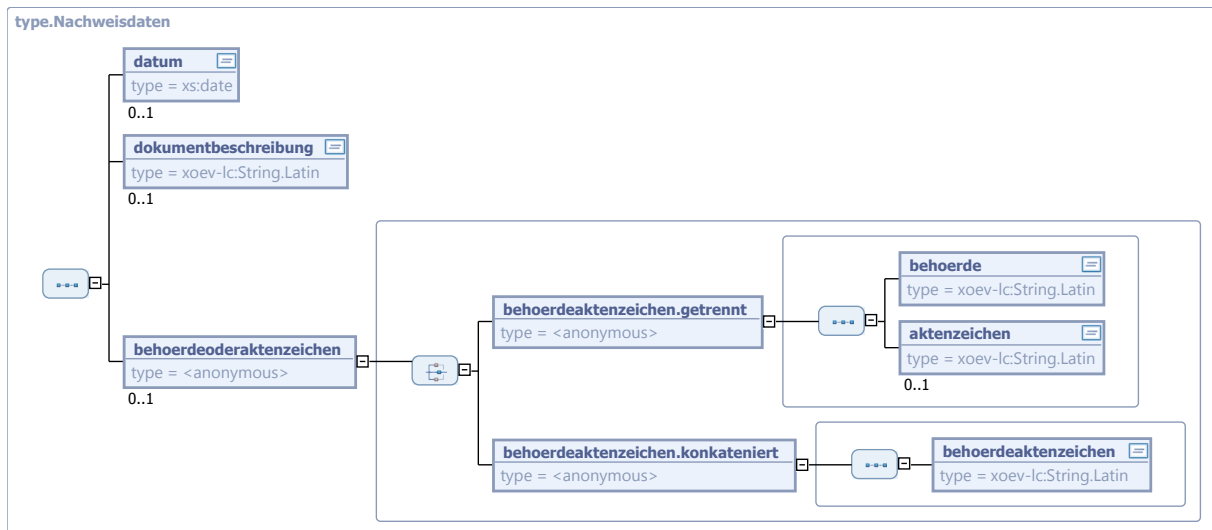 type.Nachweisdaten
datum
type = xs:date
0..1
dokumentbeschreibung
type = xoev-lc:String.Latin
0..1
behoerdeoderaktenzeichen
type = <anonymous>
0..1
behoerdeaktenzeichen.getrennt
type = <anonymous>
behoerde
type = xoev-lc:String.Latin
aktenzeichen
type = xoev-lc:String.Latin
0..1
behoerdeaktenzeichen.konkateniert
type = <anonymous>
behoerdeaktenzeichen
type = xoev-lc:String.Latin